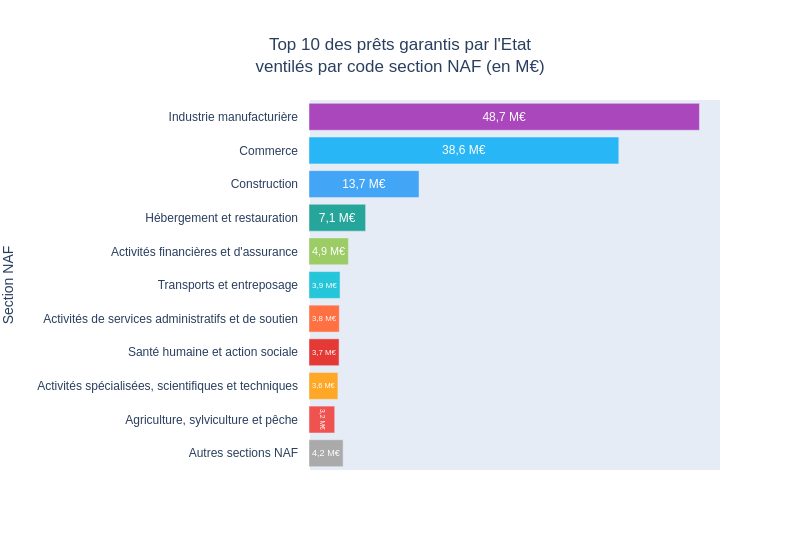 Top 10 des prêts garantis par l'Etat
ventilés par code section NAF (en M€)
Section NAF
Industrie manufacturière 48,7 M€
Commerce 38,6 M€
Construction 13,7 M€
Hébergement et restauration 7,1 M€
Activités financières et d'assurance 4,9 M€
Transports et entreposage 3,9 M€
Activités de services administratifs et de soutien 3,8 M€
Santé humaine et action sociale 3,7 M€
Activités spécialisées, scientifiques et techniques 3,6 M€
Agriculture, sylviculture et pêche 3,2 M€
Autres sections NAF 4,2 M€